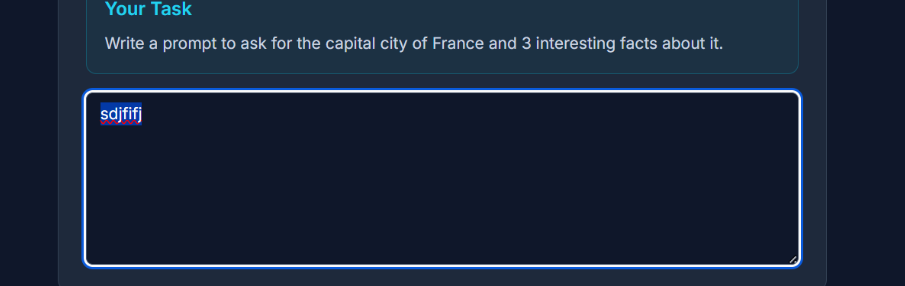 Your Task
Write a prompt to ask for the capital city of France and 3 interesting facts about it.
sdjfifj